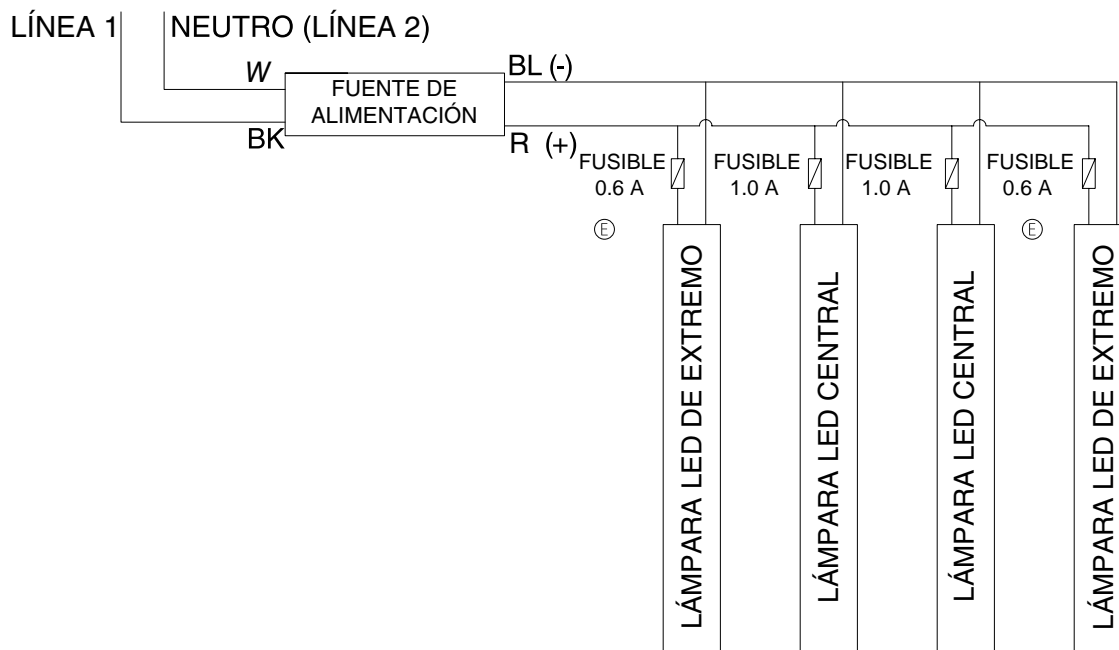 LÍNEA 1
NEUTRO (LÍNEA 2)
W
BK
FUENTE DE
ALIMENTACIÓN
BL (-)
R (+)
FUSIBLE
0.6 A
FUSIBLE
1.0 A
FUSIBLE
1.0 A
FUSIBLE
0.6 A
Ⓔ
Ⓔ
LÁMPARA LED DE EXTREMO
LÁMPARA LED CENTRAL
LÁMPARA LED CENTRAL
LÁMPARA LED DE EXTREMO